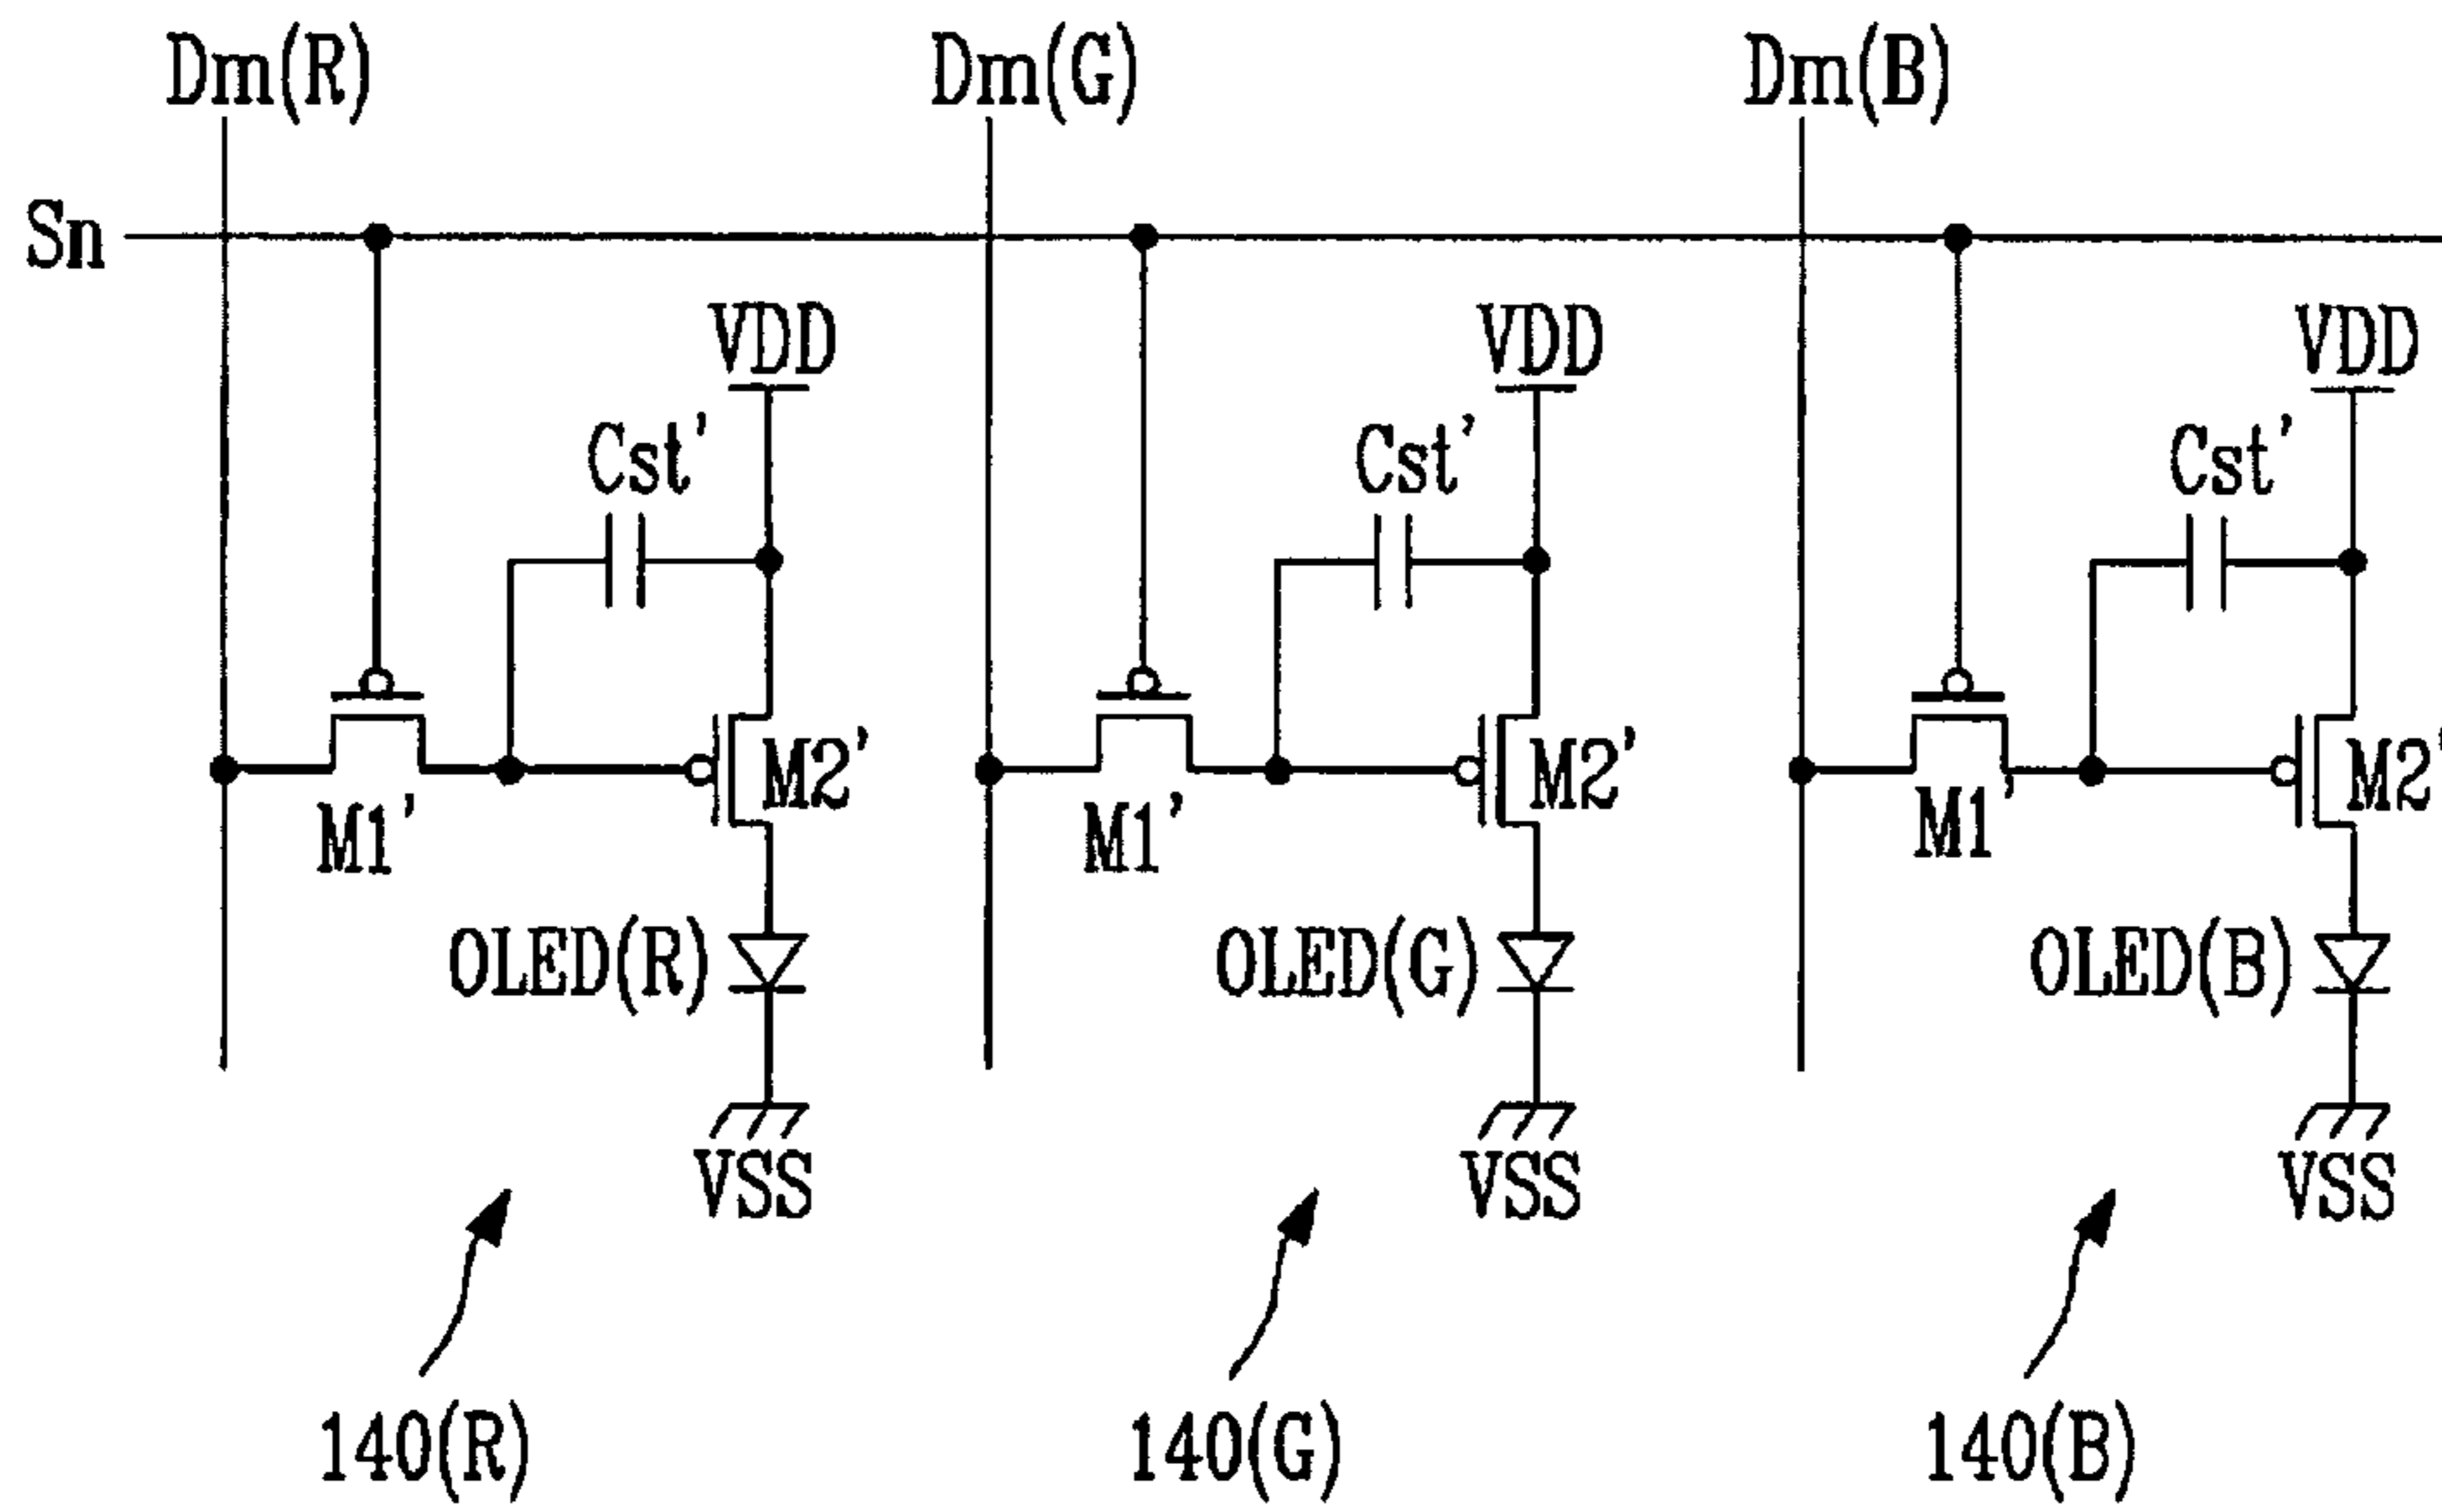 Dm(R) Dm(G) Dm(B)
Sn
VDD VDD VDD
Cst' Cst' Cst'
M2' M2' M2'
M1' M1' M1'
OLED(R) OLED(G) OLED(B)
VSS VSS VSS
140(R) 140(G) 140(B)